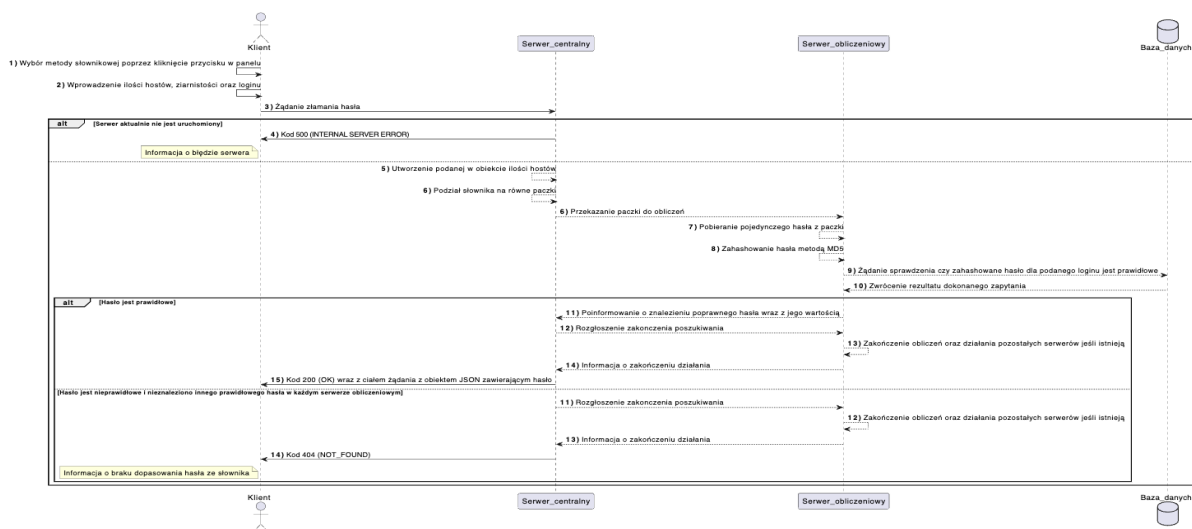 Klient
Serwer_centralny
Serwer_obliczeniowy
Baza_danych
1) Wybór metody słownikowej poprzez kliknięcie przycisku w panelu
2) Wprowadzenie ilości hostów, ziarnistości oraz loginu
3) Żądanie złamania hasła
alt [Serwer aktualnie nie jest uruchomiony]
4) Kod 500 (INTERNAL SERVER ERROR)
Informacja o błędzie serwera
5) Utworzenie podanej w obiekcie ilości hostów
6) Podział słownika na równe paczki
6) Przekazanie paczki do obliczeń
7) Pobieranie pojedynczego hasła z paczki
8) Zahashowanie hasła metodą MD5
9) Żądanie sprawdzenia czy zahashowane hasło dla podanego loginu jest prawidłowe
10) Zwrócenie rezultatu dokonanego zapytania
alt [Hasło jest prawidłowe]
11) Poinformowanie o znalezieniu poprawnego hasła wraz z jego wartością
12) Rozgłoszenie zakonczenia poszukiwania
13) Zakończenie obliczeń oraz działania pozostałych serwerów jeśli istnieją
14) Informacja o zakończeniu działania
15) Kod 200 (OK) wraz z ciałem żądania z obiektem JSON zawierającym hasło
[Hasło jest nieprawidłowe i nieznaleziono innego prawidłowego hasła w każdym serwerze obliczeniowym]
11) Rozgłoszenie zakonczenia poszukiwania
12) Zakończenie obliczeń oraz działania pozostałych serwerów jeśli istnieją
13) Informacja o zakończeniu działania
14) Kod 404 (NOT_FOUND)
Informacja o braku dopasowania hasła ze słownika
Klient
Serwer_centralny
Serwer_obliczeniowy
Baza_danych